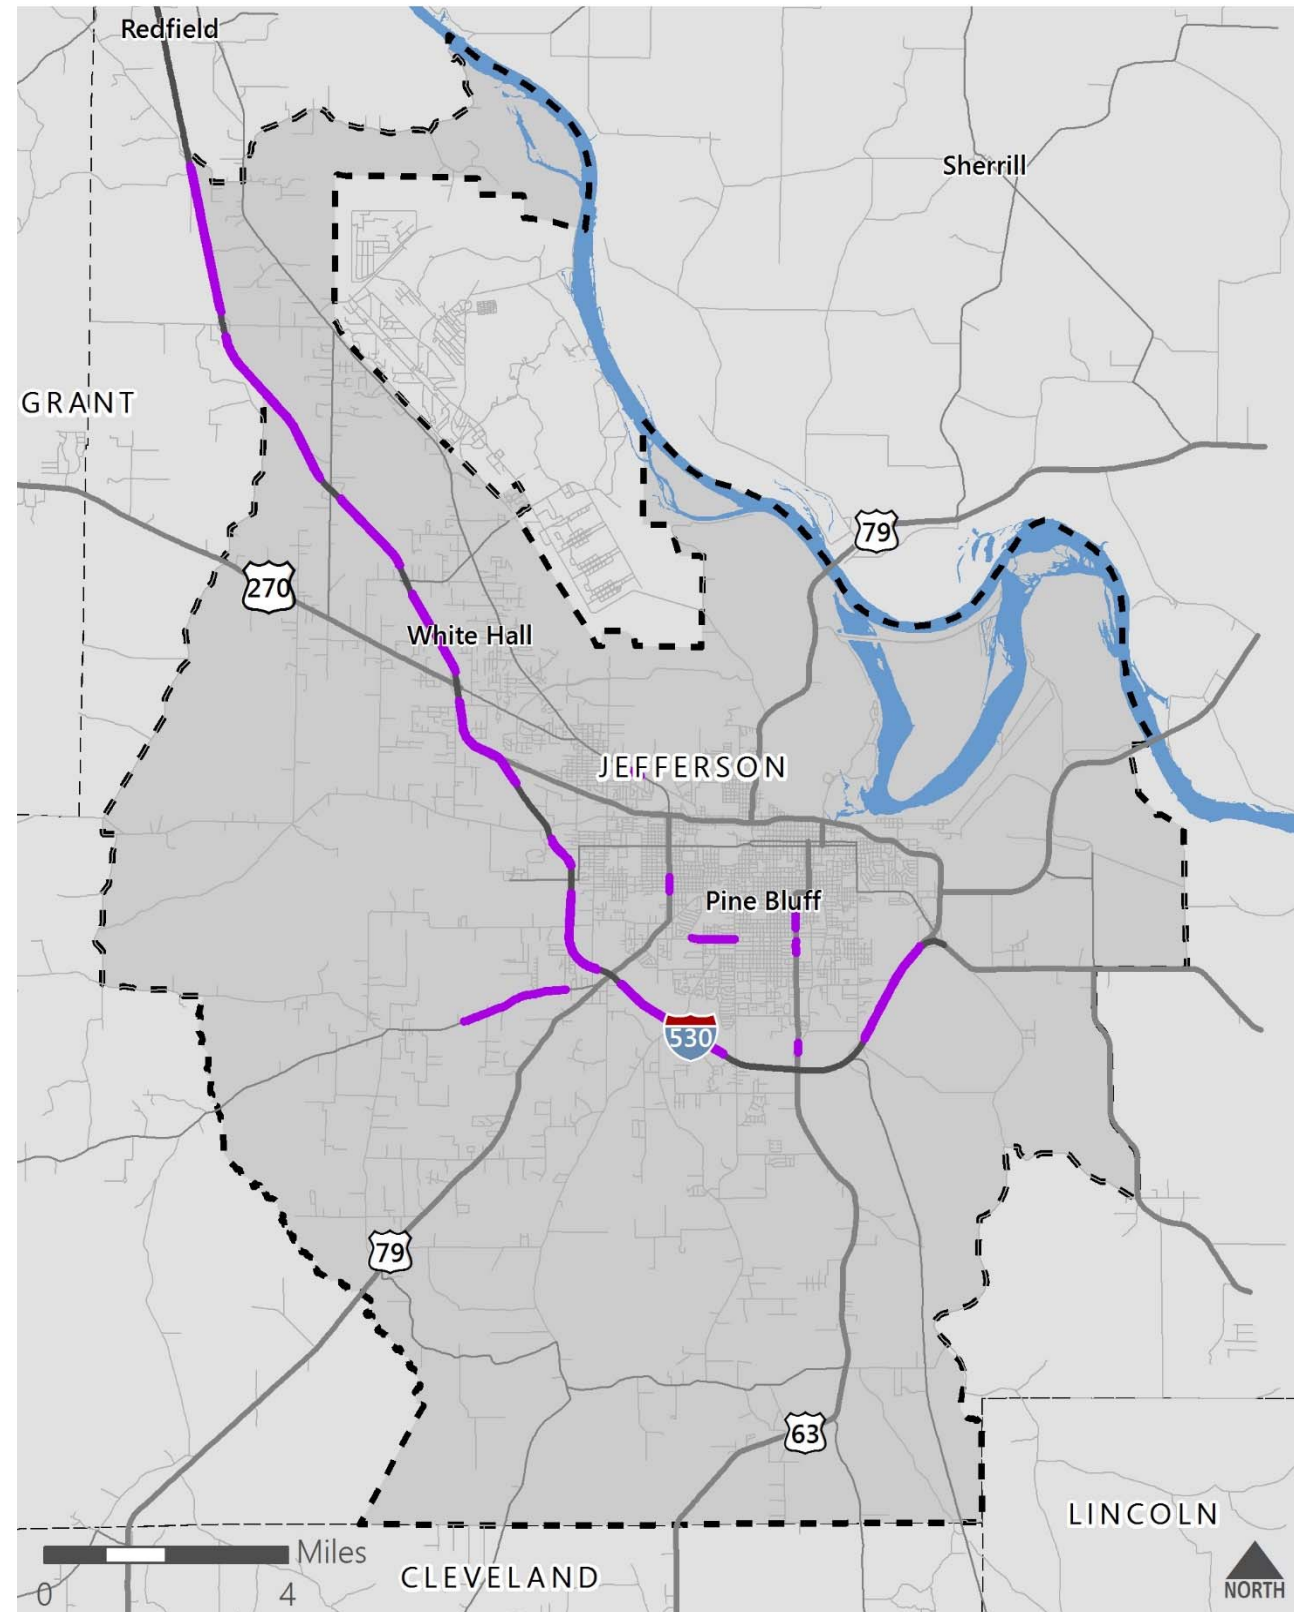 Redfield
Sherrill
GRANT
79
270
White Hall
JEFFERSON
Pine Bluff
530
79
63
LINCOLN
Miles
CLEVELAND
0
4
NORTH